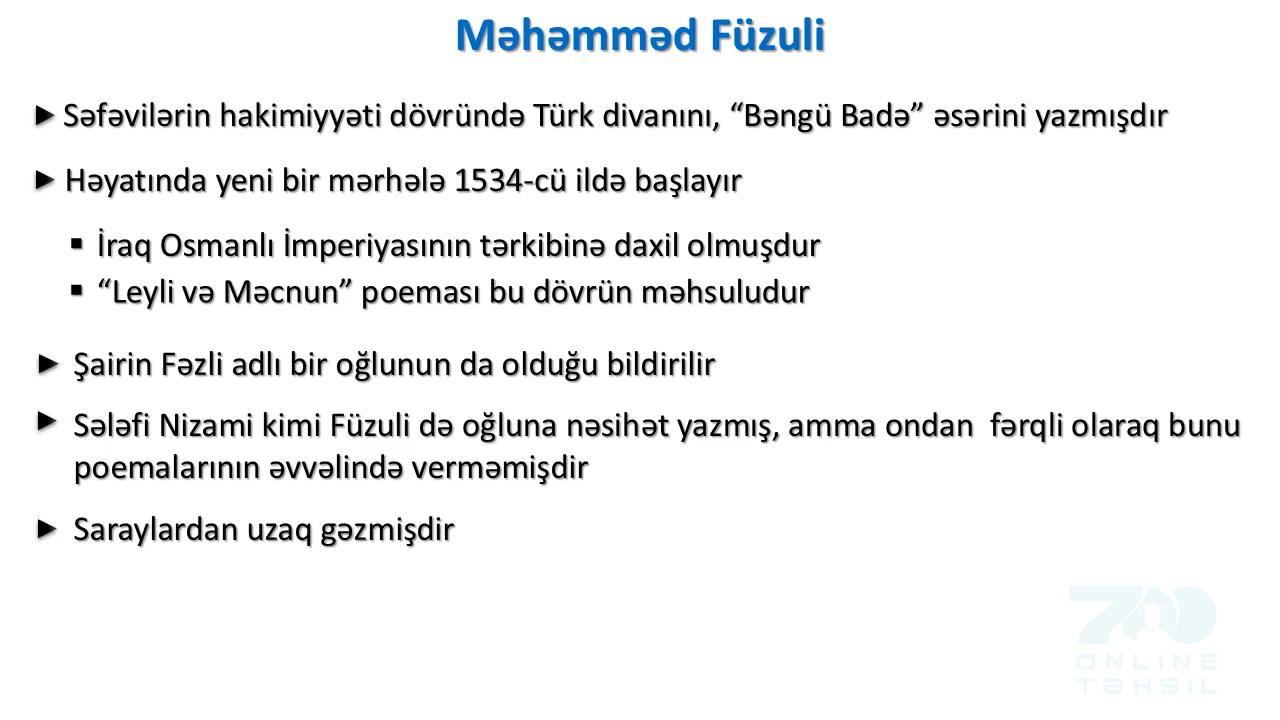 Məhəmməd Füzuli
► Səfəvilərin hakimiyyəti dövründə Türk divanını, “Bəngü Badə” əsərini yazmışdır
► Həyatında yeni bir mərhələ 1534-cü ildə başlayır
▪ İraq Osmanlı İmperiyasının tərkibinə daxil olmuşdur
▪ “Leyli və Məcnun” poeması bu dövrün məhsuludur
► Şairin Fəzli adlı bir oğlunun da olduğu bildirilir
► Sələfi Nizami kimi Füzuli də oğluna nəsihət yazmış, amma ondan  fərqli olaraq bunu
poemalarının əvvəlində verməmişdir
► Saraylardan uzaq gəzmişdir
700
ONLINE
TƏHSİL